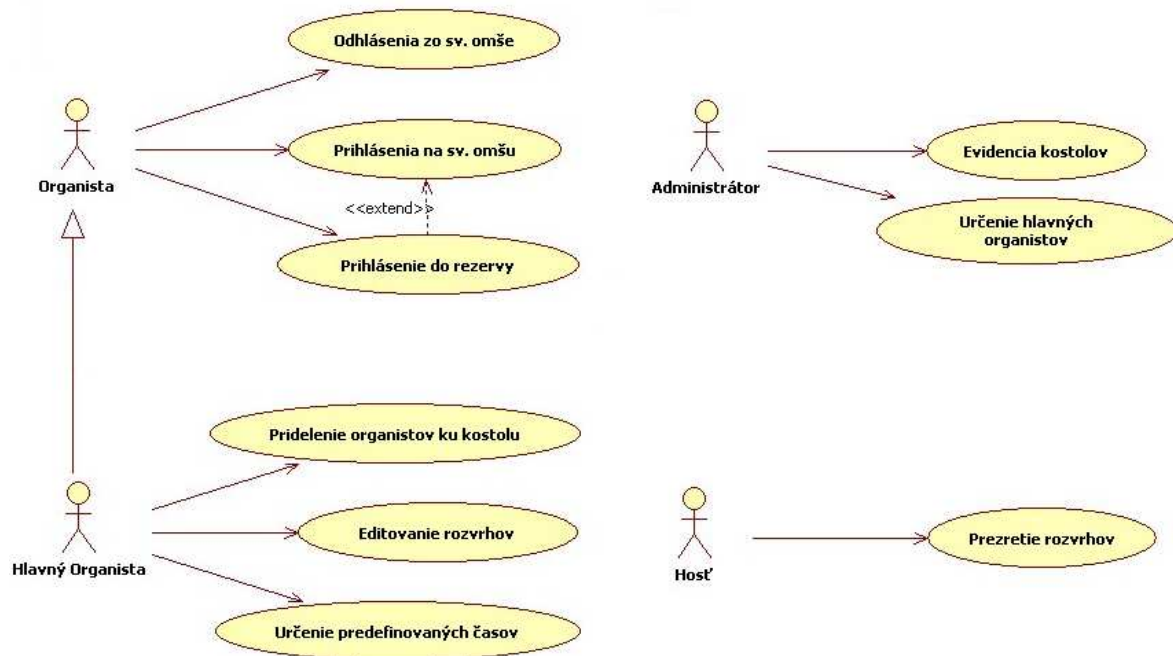 Odhlásenia zo sv. omše
Organista
Prihlásenia na sv. omšu
<<extend>>
Prihlásenie do rezervy
Administrátor
Evidencia kostolov
Určenie hlavných
organistov
Pridelenie organistov ku kostolu
Hlavný Organista
Editovanie rozvrhov
Určenie predefinovaných časov
Hosť
Prezretie rozvrhov